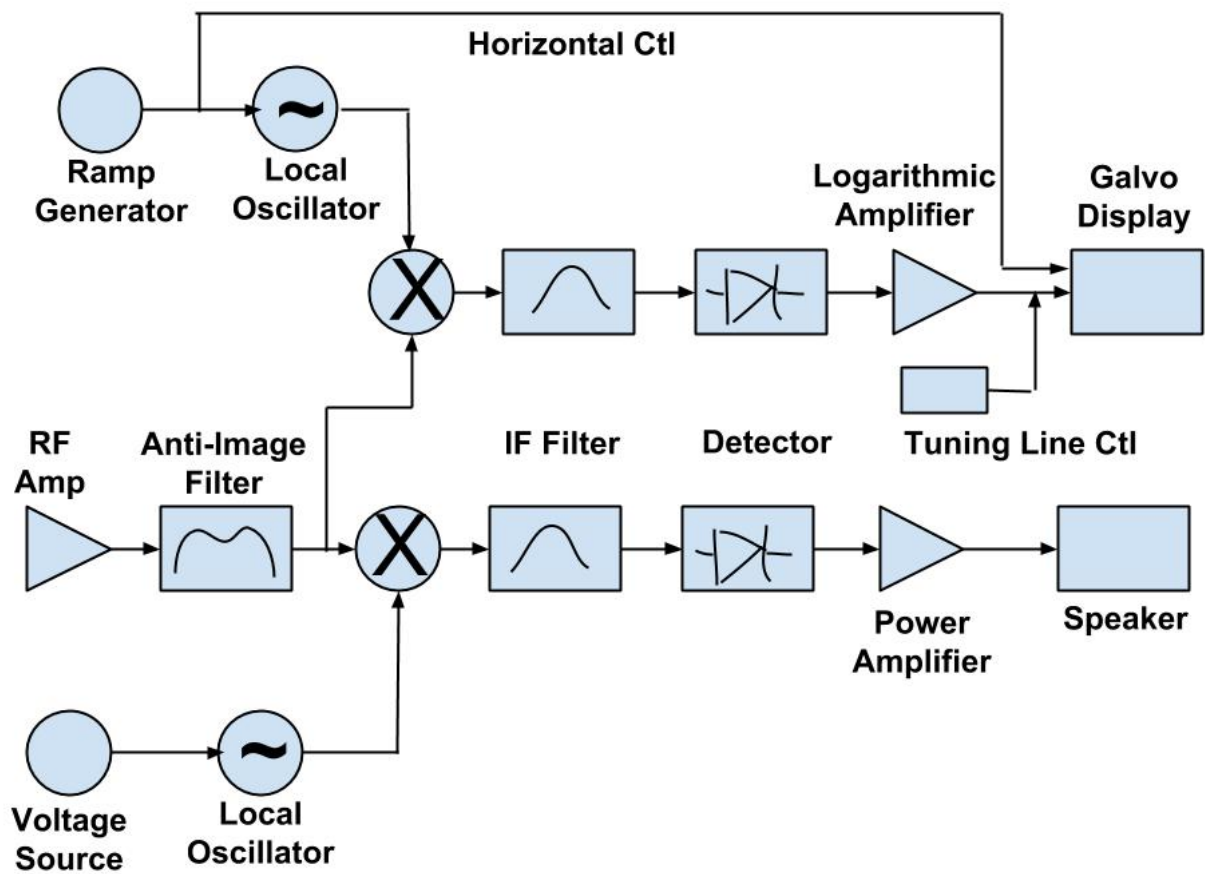 Horizontal Ctl
~
Ramp
Generator
Local
Oscillator
Logarithmic
Amplifier
Galvo
Display
X
RF
Amp
Anti-Image
Filter
IF Filter
Detector
Tuning Line Ctl
X
Power
Amplifier
Speaker
~
Voltage
Source
Local
Oscillator